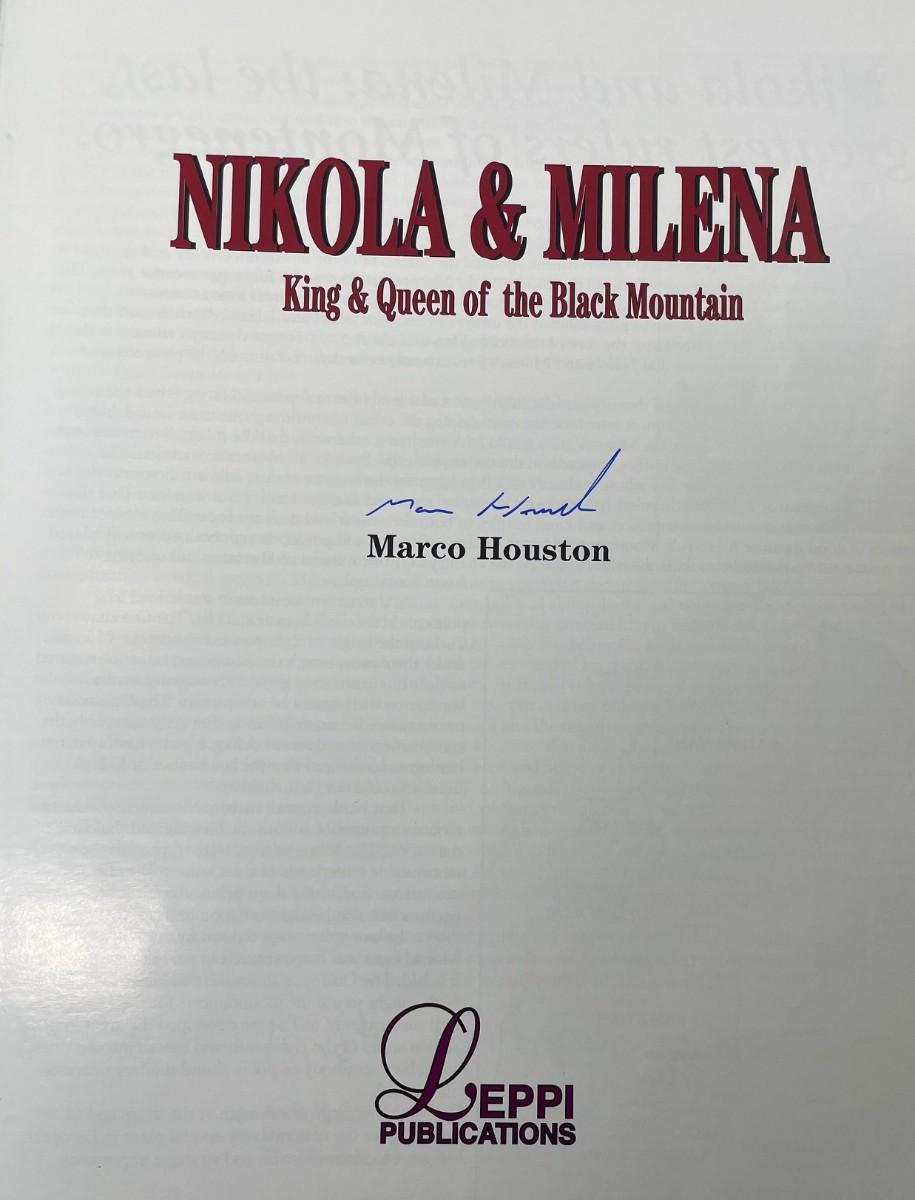 NIKOLA & MILENA
King & Queen of the Black Mountain
Marco Houston
LEPPI
PUBLICATIONS